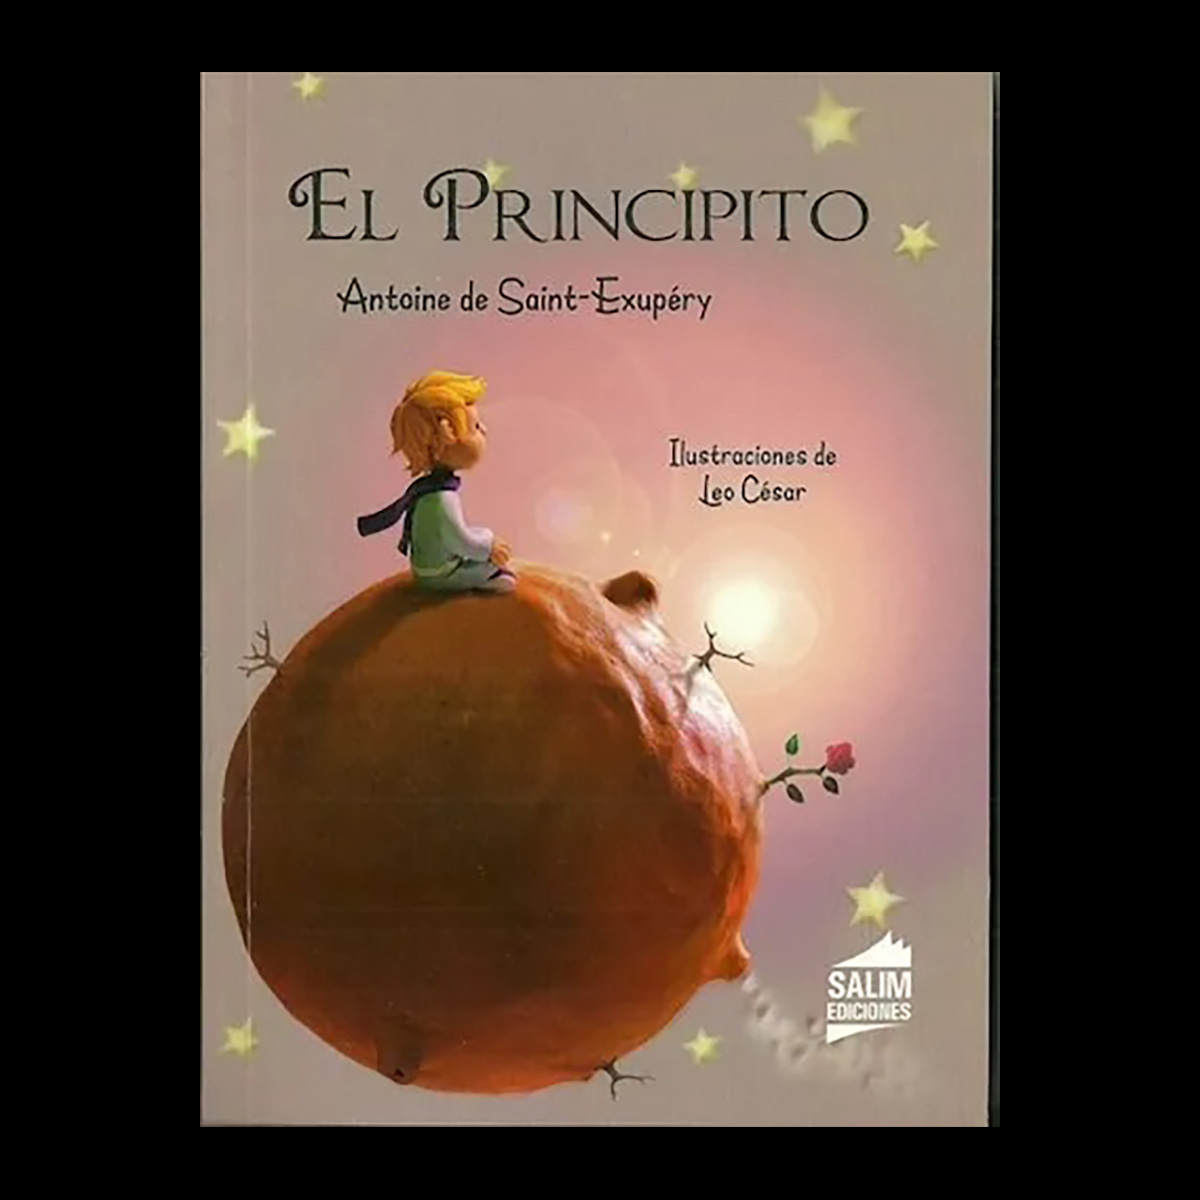 EL PRINCIPITO
Antoine de Saint-Exupéry
Ilustraciones de
Leo César
SALIM
EDICIONES